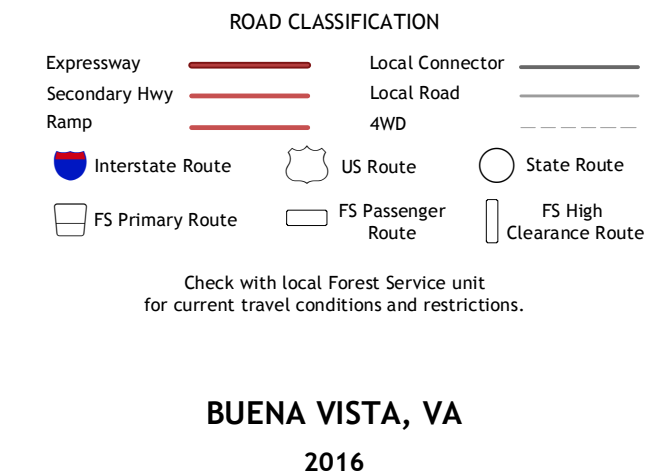 ROAD CLASSIFICATION
Expressway
Local Connector
Secondary Hwy
Local Road
Ramp
4WD
Interstate Route
US Route
State Route
FS Primary Route
FS Passenger
Route
FS High
Clearance Route
Check with local Forest Service unit
for current travel conditions and restrictions.
BUENA VISTA, VA
2016